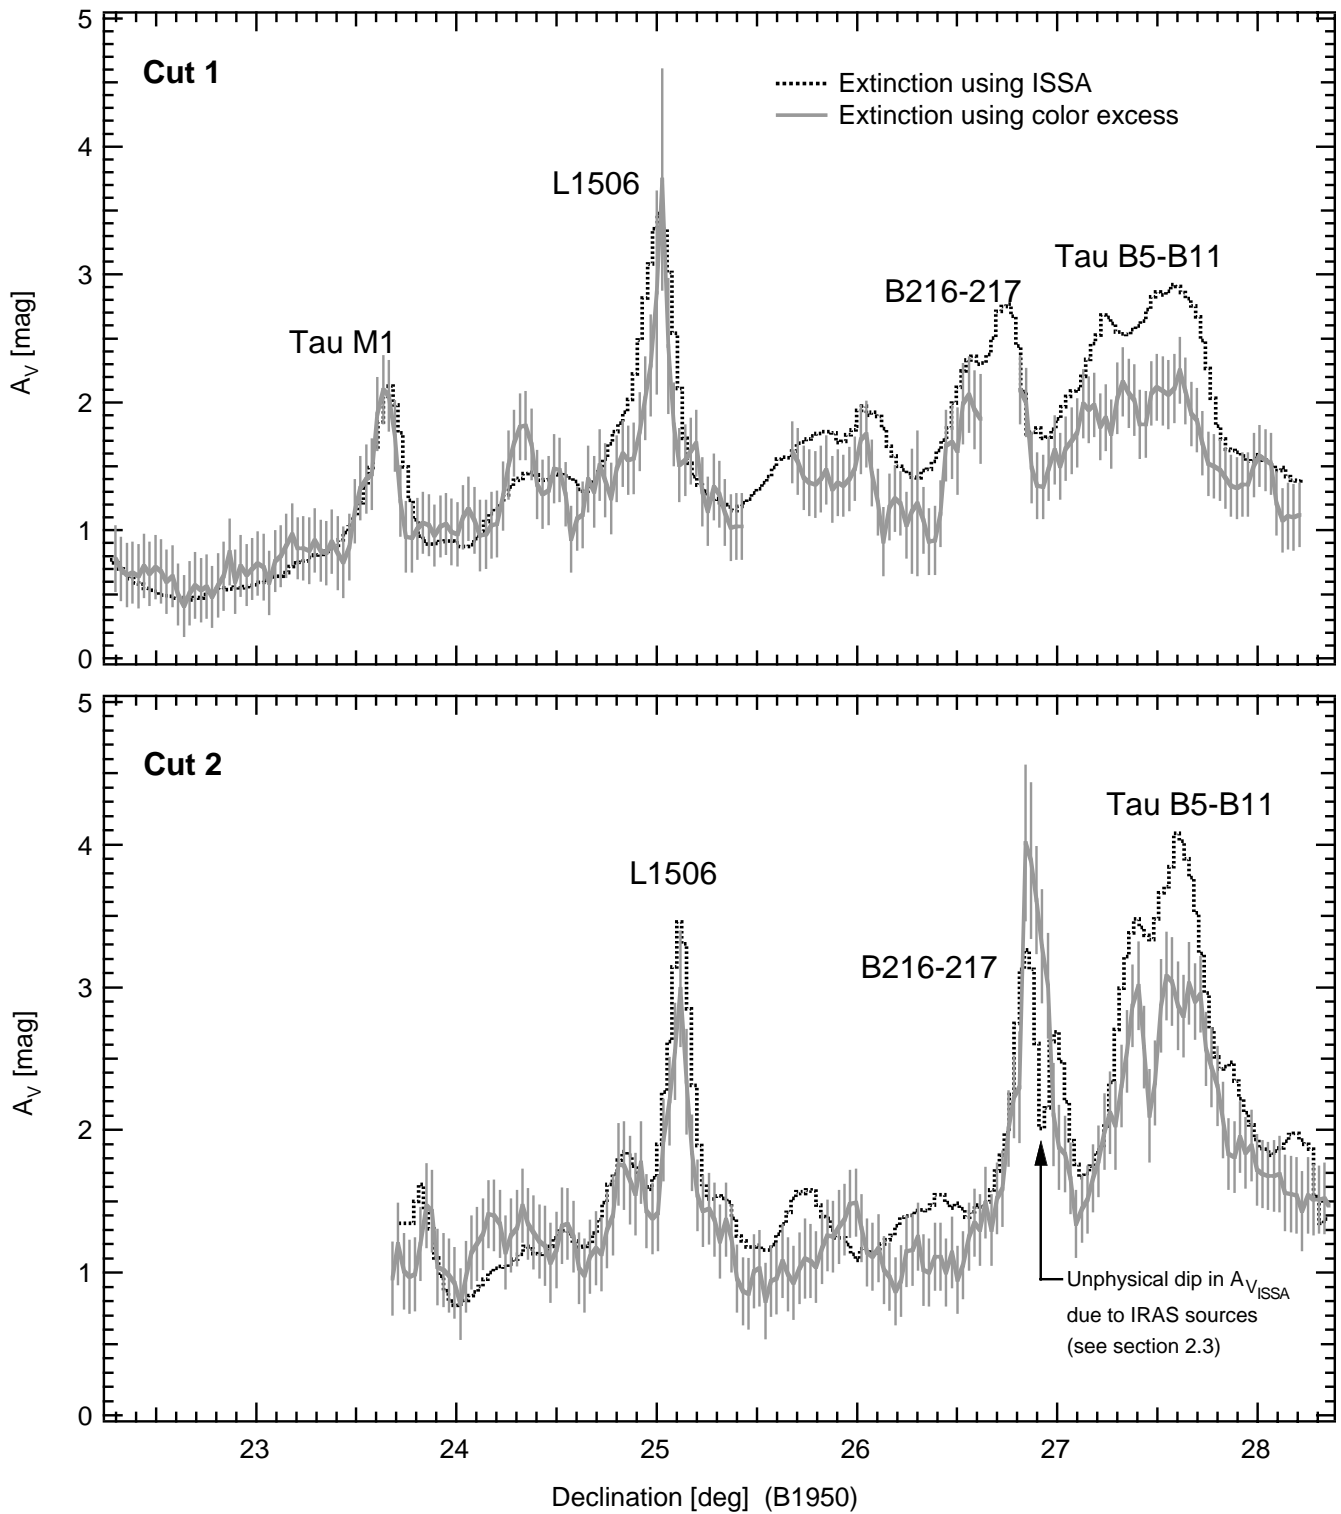 5
Cut 1
Extinction using ISSA
Extinction using color excess
4
L1506
3
Tau B5-B11
B216-217
Tau M1
2
1
0
A_V [mag]
5
Cut 2
Tau B5-B11
4
L1506
B216-217
3
2
1
Unphysical dip in A_V_ISSA
due to IRAS sources
(see section 2.3)
0
A_V [mag]
23 24 25 26 27 28
Declination [deg] (B1950)